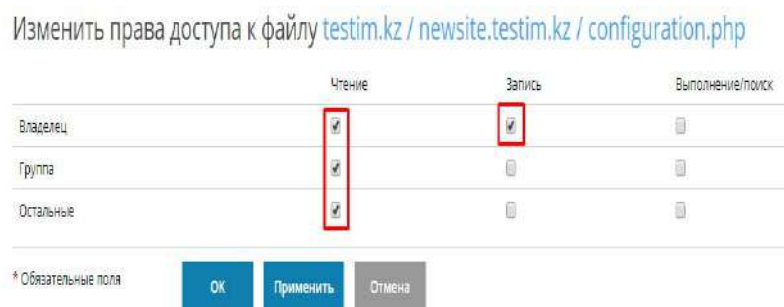 Изменить права доступа к файлу testim.kz / newsite.testim.kz / configuration.php
Чтение Запись Выполнение/поиск
Владелец
Группа
Остальные
* Обязательные поля ОК Применить Отмена